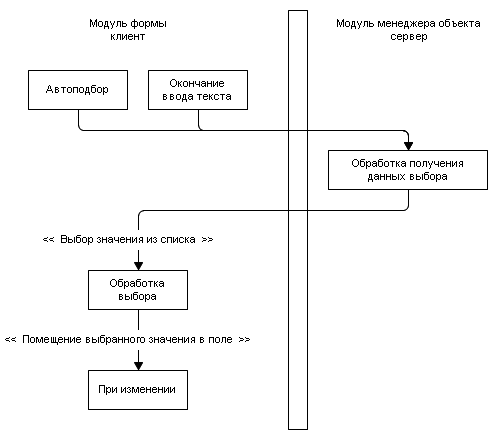 Модуль формы
клиент
Модуль менеджера объекта
сервер
Автоподбор
Окончание
ввода текста
Обработка получения
данных выбора
<< Выбор значения из списка >>
Обработка
выбора
<< Помещение выбранного значения в поле >>
При изменении